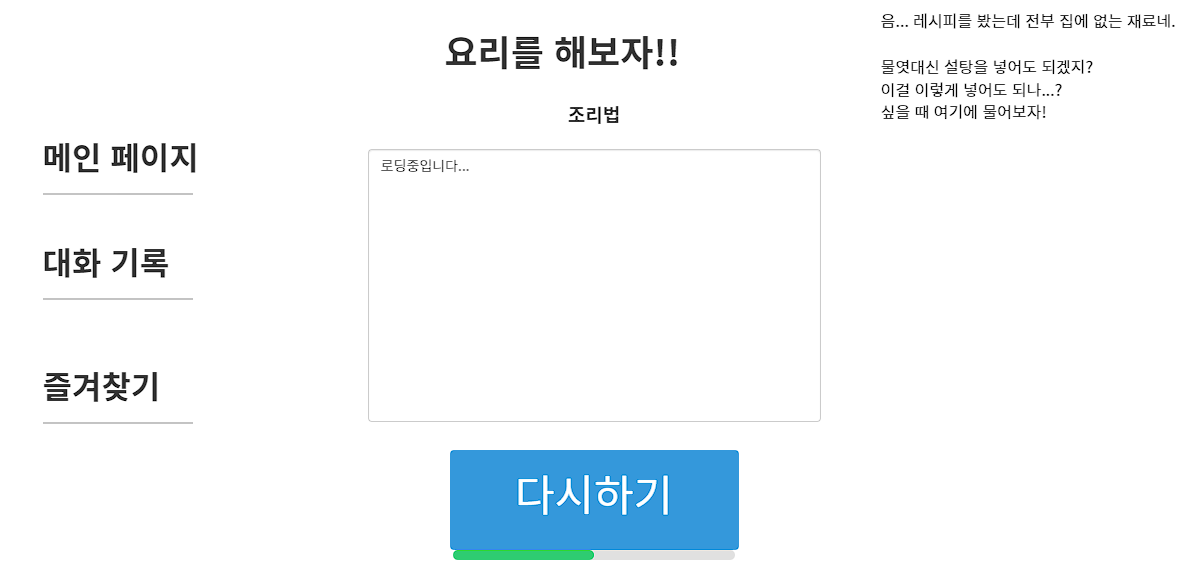 요리를 해보자!!
조리법
로딩중입니다...
다시하기
메인 페이지
대화 기록
즐겨찾기
음... 레시피를 봤는데 전부 집에 없는 재료네.
물엿대신 설탕을 넣어도 되겠지?
이걸 이렇게 넣어도 되나...?
싶을 때 여기에 물어보자!